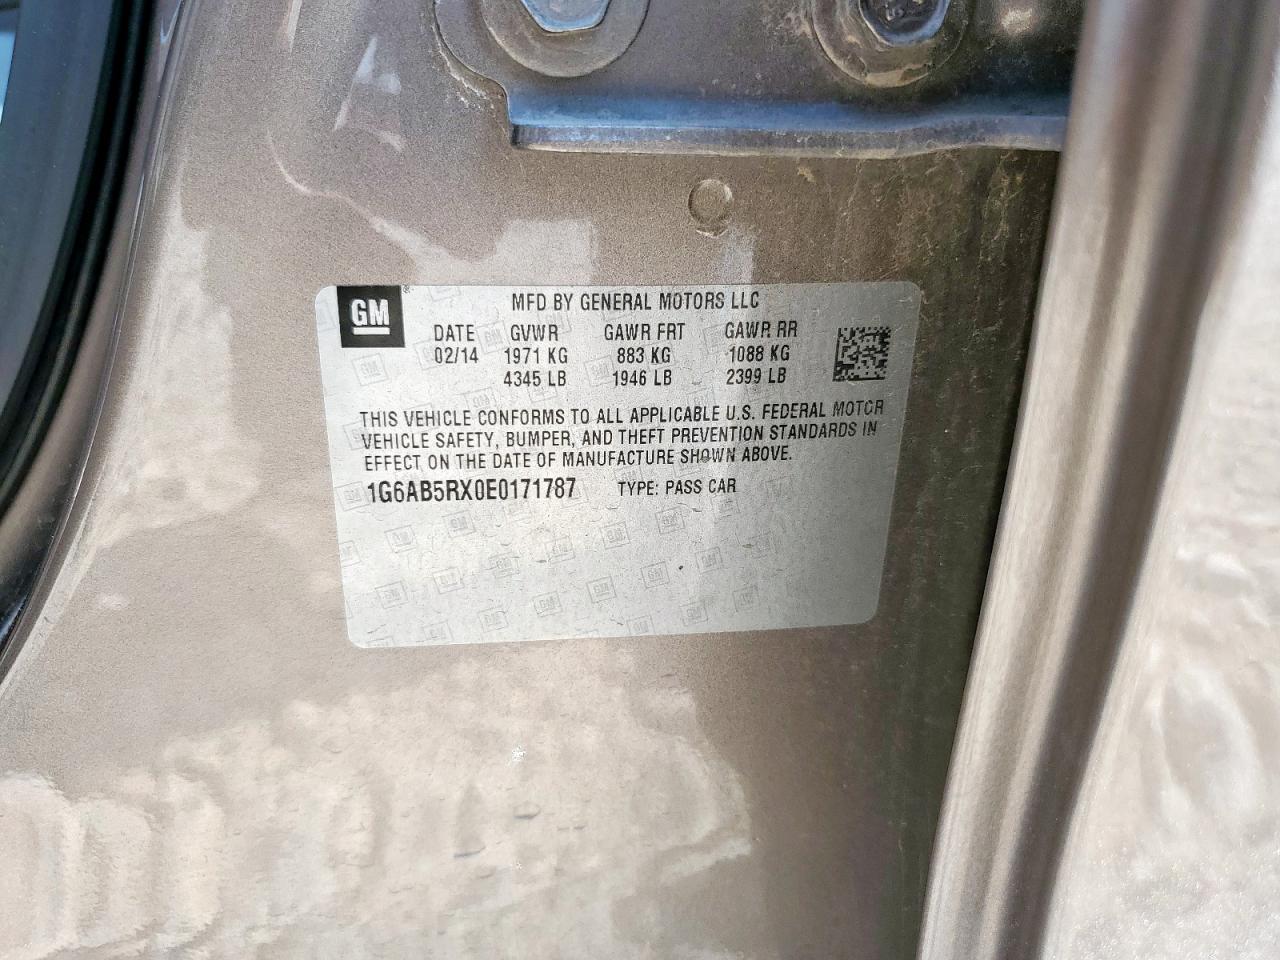 GM
MFD BY GENERAL MOTORS LLC
DATE GVWR GAWR FRT GAWR RR
02/14 1971 KG 883 KG 1088 KG
4345 LB 1946 LB 2399 LB
THIS VEHICLE CONFORMS TO ALL APPLICABLE U.S. FEDERAL MOTOR
VEHICLE SAFETY, BUMPER, AND THEFT PREVENTION STANDARDS IN
EFFECT ON THE DATE OF MANUFACTURE SHOWN ABOVE.
1G6AB5RX0E0171787 TYPE: PASS CAR